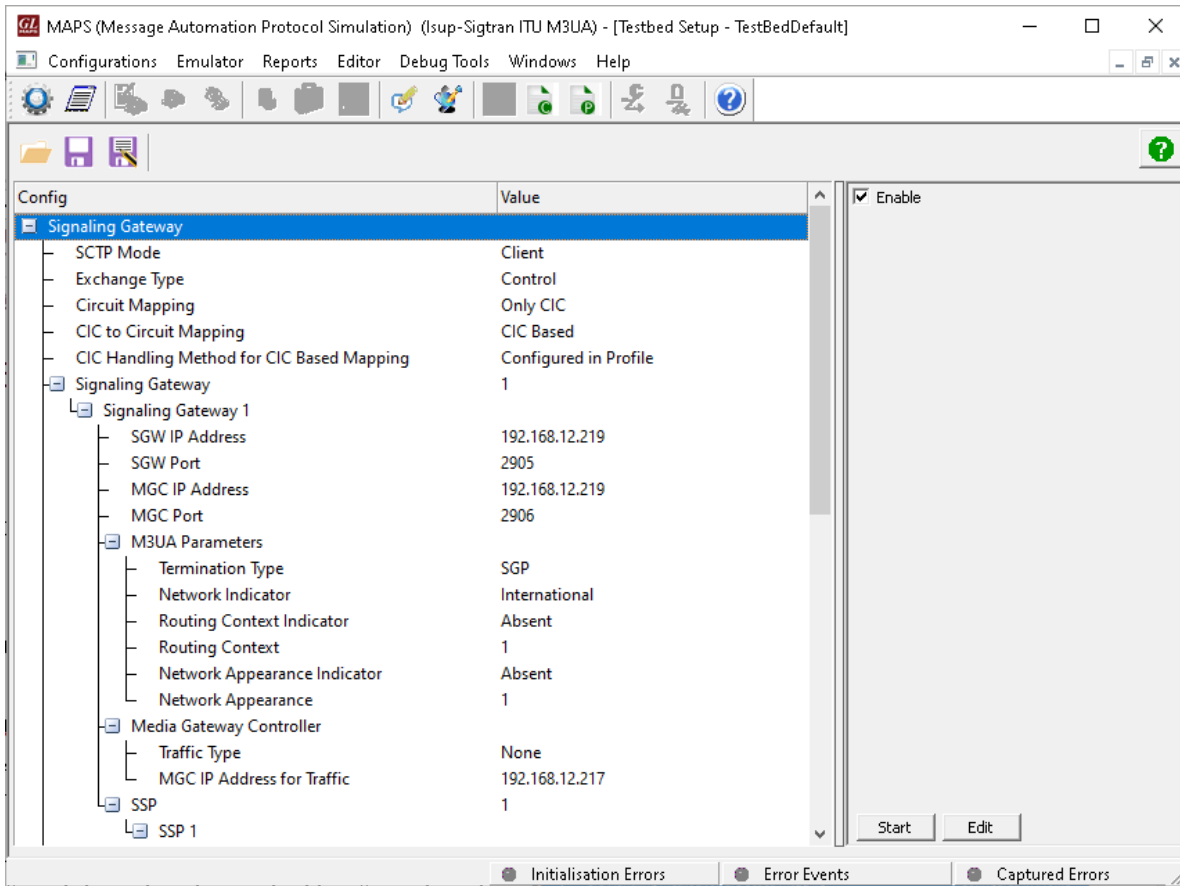 GL MAPS MAPS (Message Automation Protocol Simulation) (Isup-Sigtran ITU M3UA) - [Testbed Setup - TestBedDefault]
Configurations Emulator Reports Editor Debug Tools Windows Help
C P ?
?
Config Value
Enable
Signaling Gateway
SCTP Mode Client
Exchange Type Control
Circuit Mapping Only CIC
CIC to Circuit Mapping CIC Based
CIC Handling Method for CIC Based Mapping Configured in Profile
Signaling Gateway 1
Signaling Gateway 1
SGW IP Address 192.168.12.219
SGW Port 2905
MGC IP Address 192.168.12.219
MGC Port 2906
M3UA Parameters
Termination Type SGP
Network Indicator International
Routing Context Indicator Absent
Routing Context 1
Network Appearance Indicator Absent
Network Appearance 1
Media Gateway Controller
Traffic Type None
MGC IP Address for Traffic 192.168.12.217
SSP 1
SSP 1
Start Edit
Initialisation Errors Error Events Captured Errors